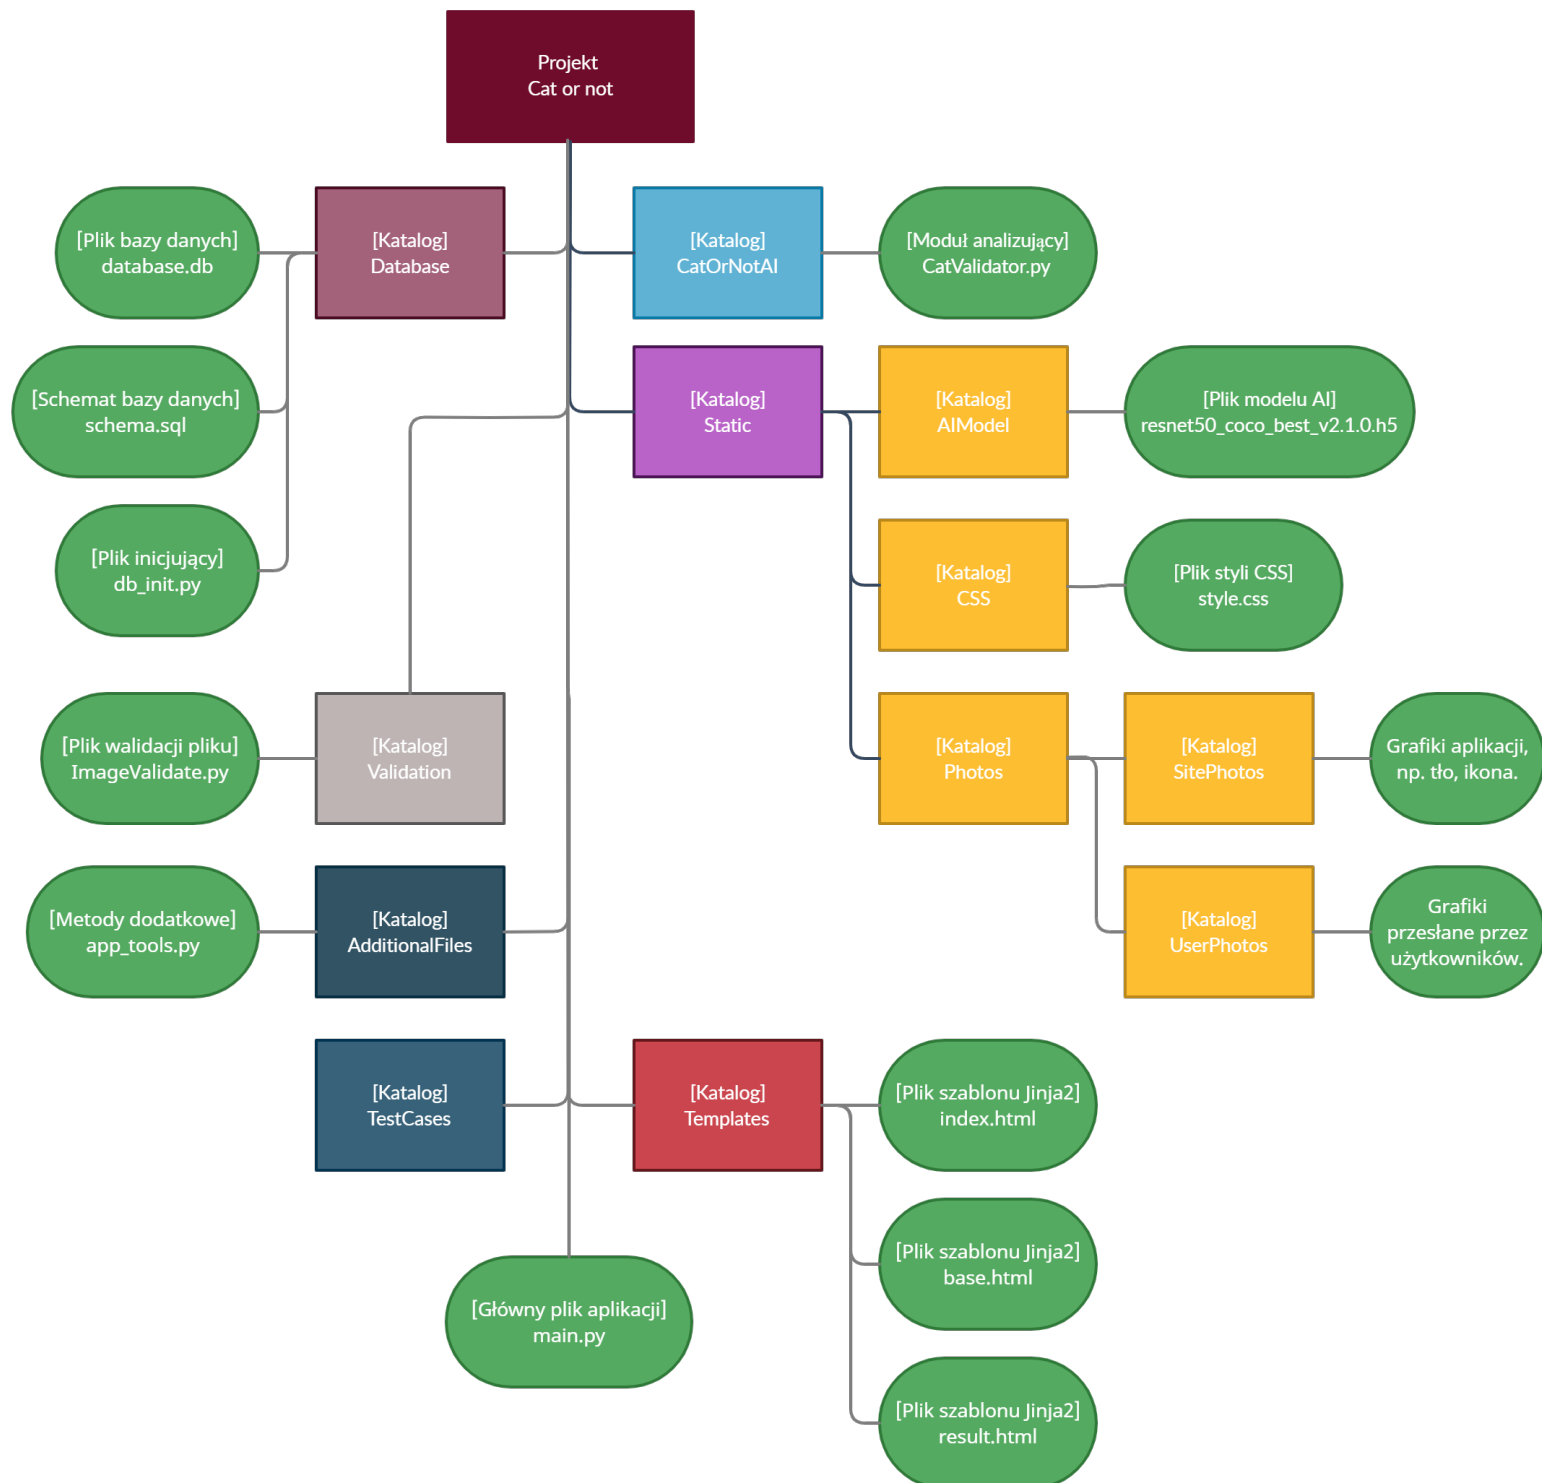 Projekt
Cat or not
[Plik bazy danych]
database.db
[Katalog]
Database
[Katalog]
CatOrNotAI
[Moduł analizujący]
CatValidator.py
[Schemat bazy danych]
schema.sql
[Katalog]
Static
[Katalog]
AIModel
[Plik modelu AI]
resnet50_coco_best_v2.1.0.h5
[Plik inicjujący]
db_init.py
[Katalog]
CSS
[Plik styli CSS]
style.css
[Plik walidacji pliku]
ImageValidate.py
[Katalog]
Validation
[Katalog]
Photos
[Katalog]
SitePhotos
Grafiki aplikacji,
np. tło, ikona.
[Metody dodatkowe]
app_tools.py
[Katalog]
AdditionalFiles
[Katalog]
UserPhotos
Grafiki
przesłane przez
użytkowników.
[Katalog]
TestCases
[Katalog]
Templates
[Plik szablonu Jinja2]
index.html
[Plik szablonu Jinja2]
base.html
[Główny plik aplikacji]
main.py
[Plik szablonu Jinja2]
result.html